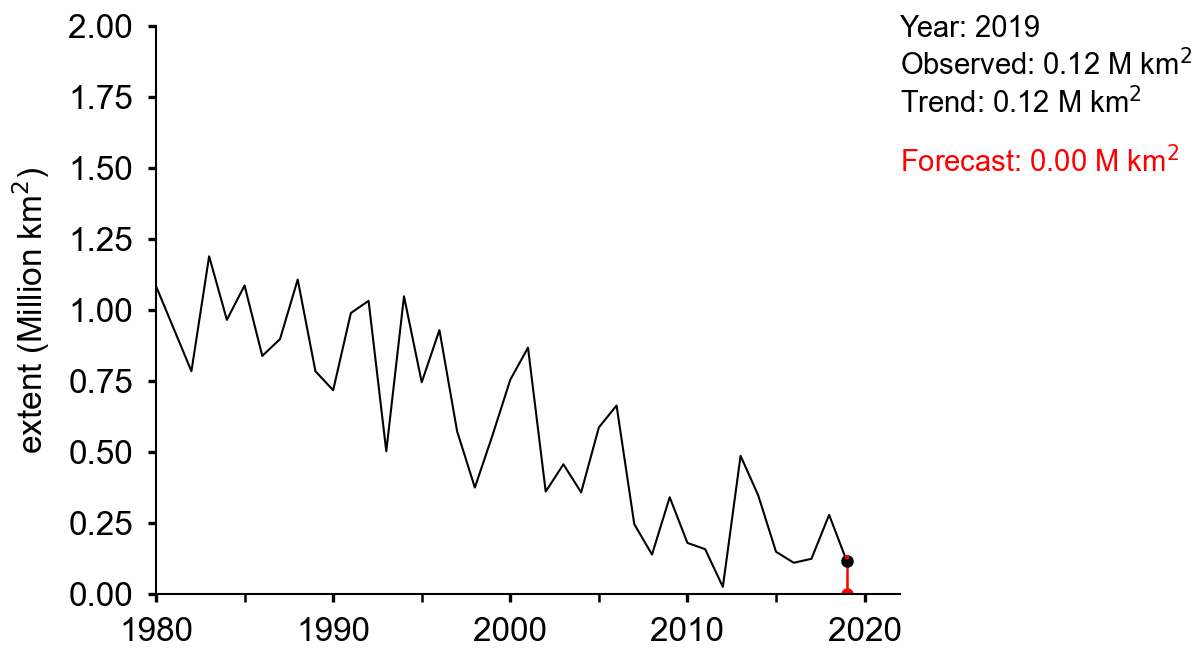 2.00
1.75
1.50
1.25
1.00
0.75
0.50
0.25
0.00
extent (Million km²)
1980
1990
2000
2010
2020
Year: 2019
Observed: 0.12 M km²
Trend: 0.12 M km²
Forecast: 0.00 M km²